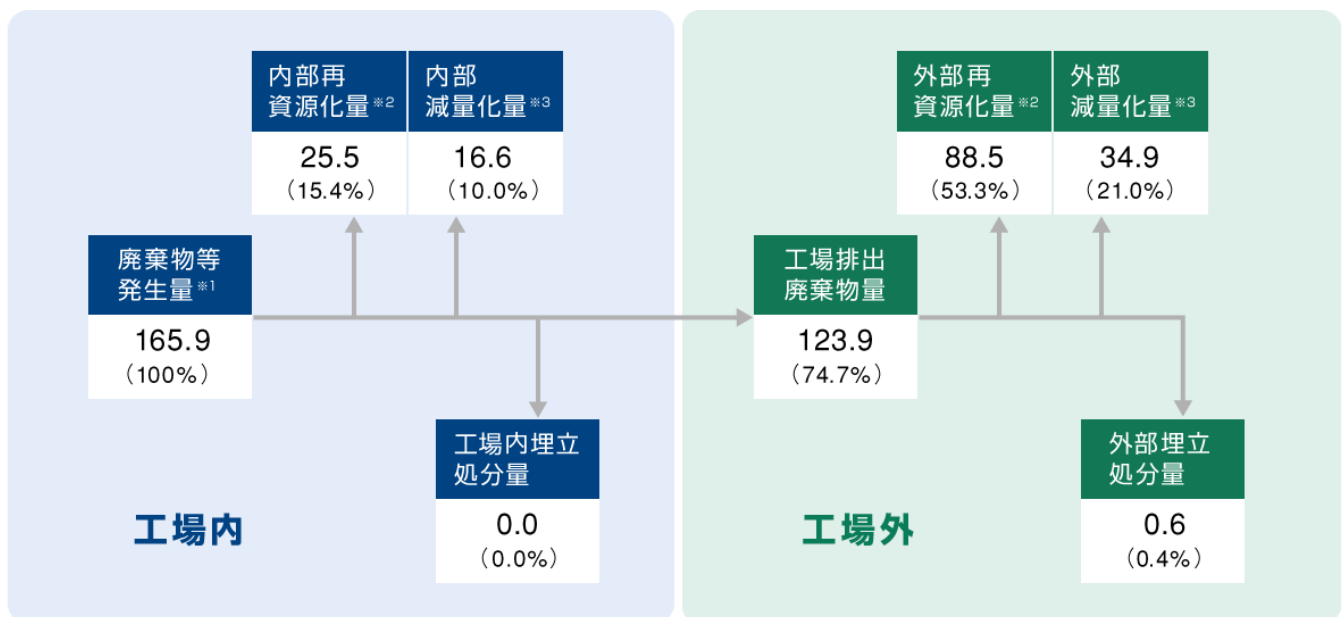 内部再
資源化量※2
内部
減量化量※3
25.5
(15.4%)
16.6
(10.0%)
廃棄物等
発生量※1
165.9
(100%)
工場内埋立
処分量
0.0
(0.0%)
工場内
外部再
資源化量※2
外部
減量化量※3
88.5
(53.3%)
34.9
(21.0%)
工場排出
廃棄物量
123.9
(74.7%)
外部埋立
処分量
0.6
(0.4%)
工場外